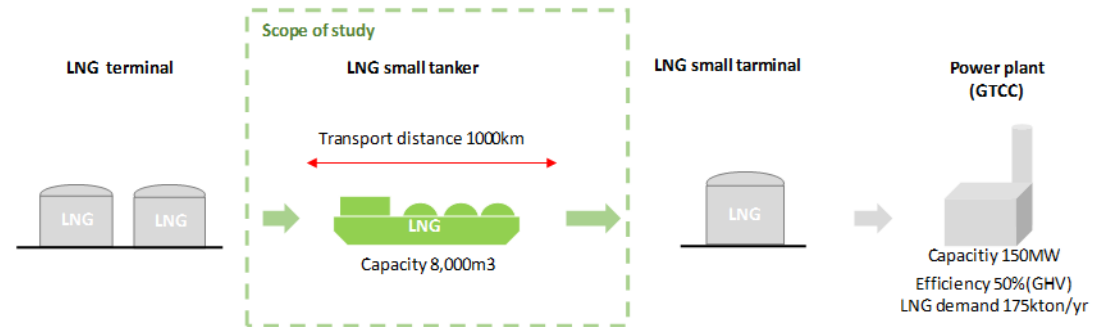 Scope of study
LNG terminal
LNG small tanker
LNG small tarminal
Power plant
(GTCC)
Transport distance 1000km
LNG
LNG
LNG
LNG
Capacity 8,000m3
Capacitiy 150MW
Efficiency 50%(GHV)
LNG demand 175kton/yr